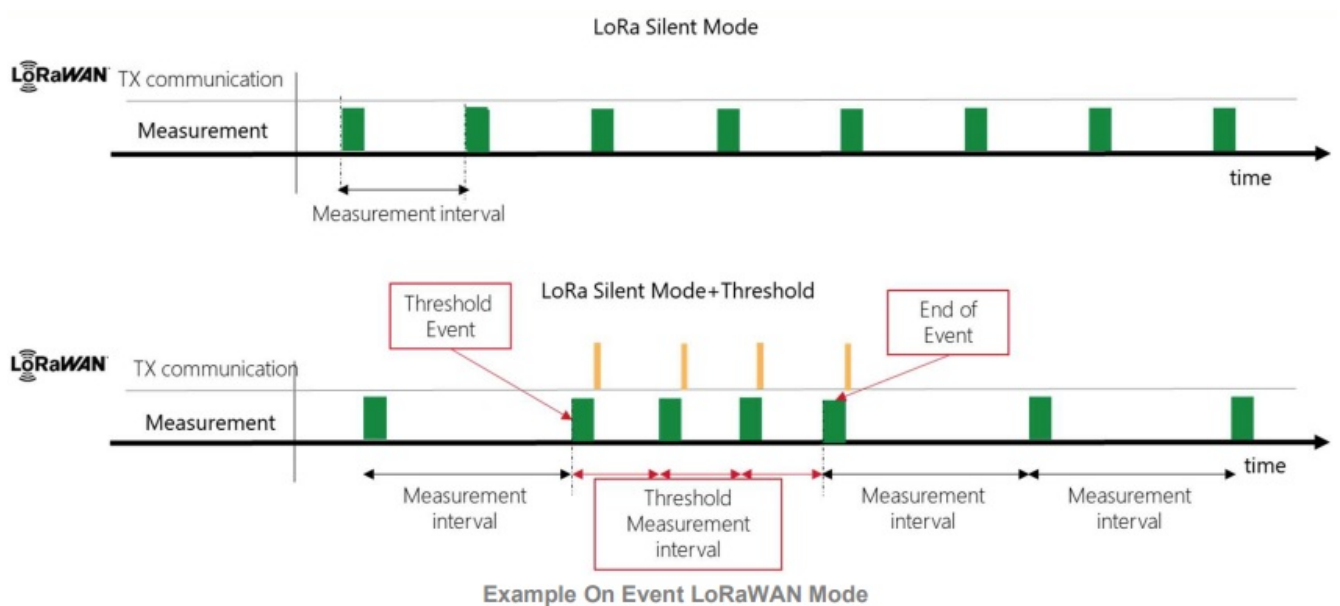 LoRa Silent Mode
LoRaWAN TX communication
Measurement
time
Measurement interval
LoRa Silent Mode+Threshold
Threshold
Event
End of
Event
LoRaWAN TX communication
Measurement
time
Measurement
interval
Threshold
Measurement
interval
Measurement
interval
Measurement
interval
Example On Event LoRaWAN Mode